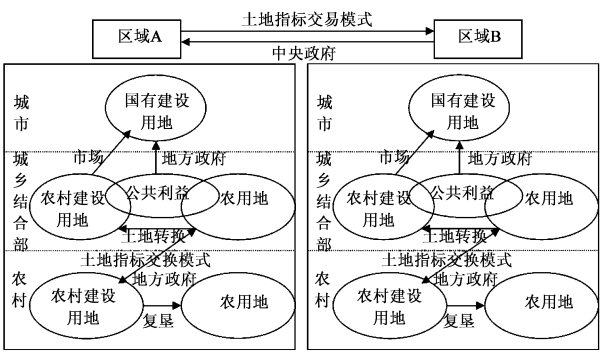 土地指标交易模式
区域A
区域B
中央政府
城市
国有建设
用地
市场
地方政府
城乡结合部
农村建设
用地
公共利益
农用地
土地转换
土地指标交换模式
地方政府
农村
农村建设
用地
农用地
复垦
城市
国有建设
用地
市场
地方政府
城乡结合部
农村建设
用地
公共利益
农用地
土地转换
土地指标交换模式
地方政府
农村
农村建设
用地
农用地
复垦